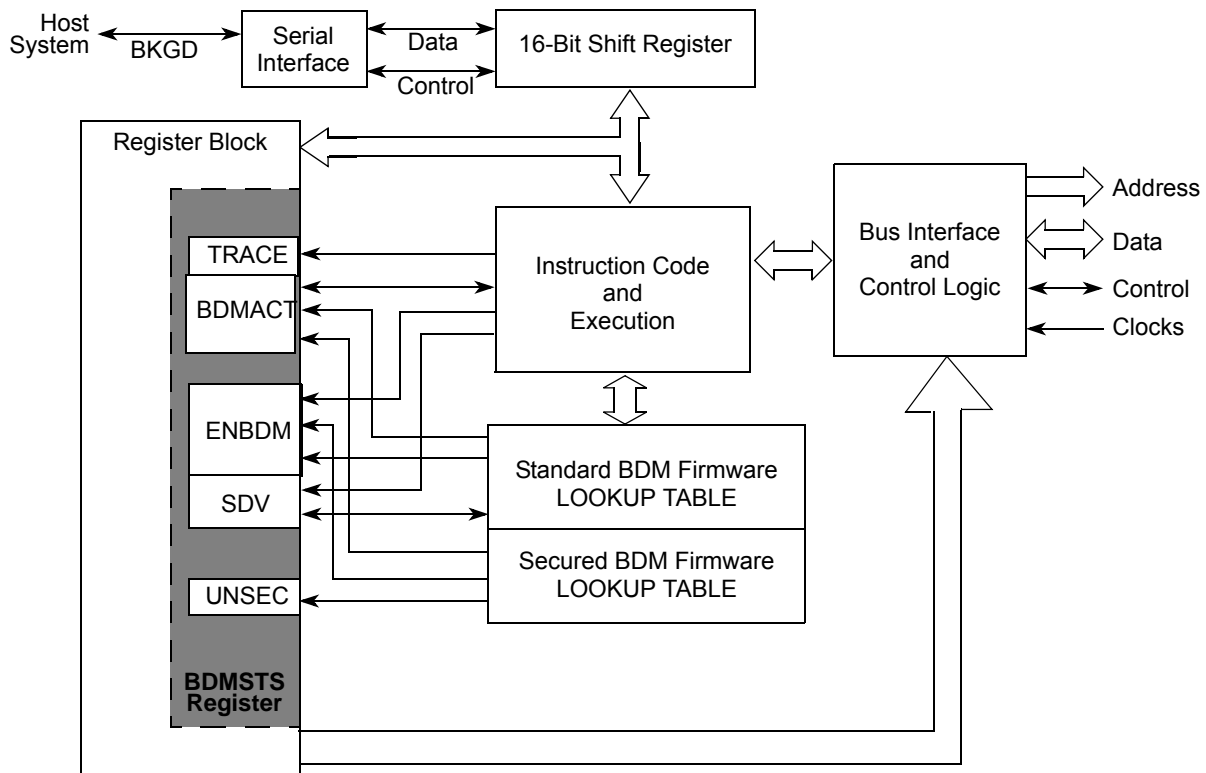 Host
System
BKGD
Serial
Interface
Data
Control
16-Bit Shift Register
Register Block
TRACE
BDMACT
ENBDM
SDV
UNSEC
BDMSTS
Register
Instruction Code
and
Execution
Standard BDM Firmware
LOOKUP TABLE
Secured BDM Firmware
LOOKUP TABLE
Bus Interface
and
Control Logic
Address
Data
Control
Clocks